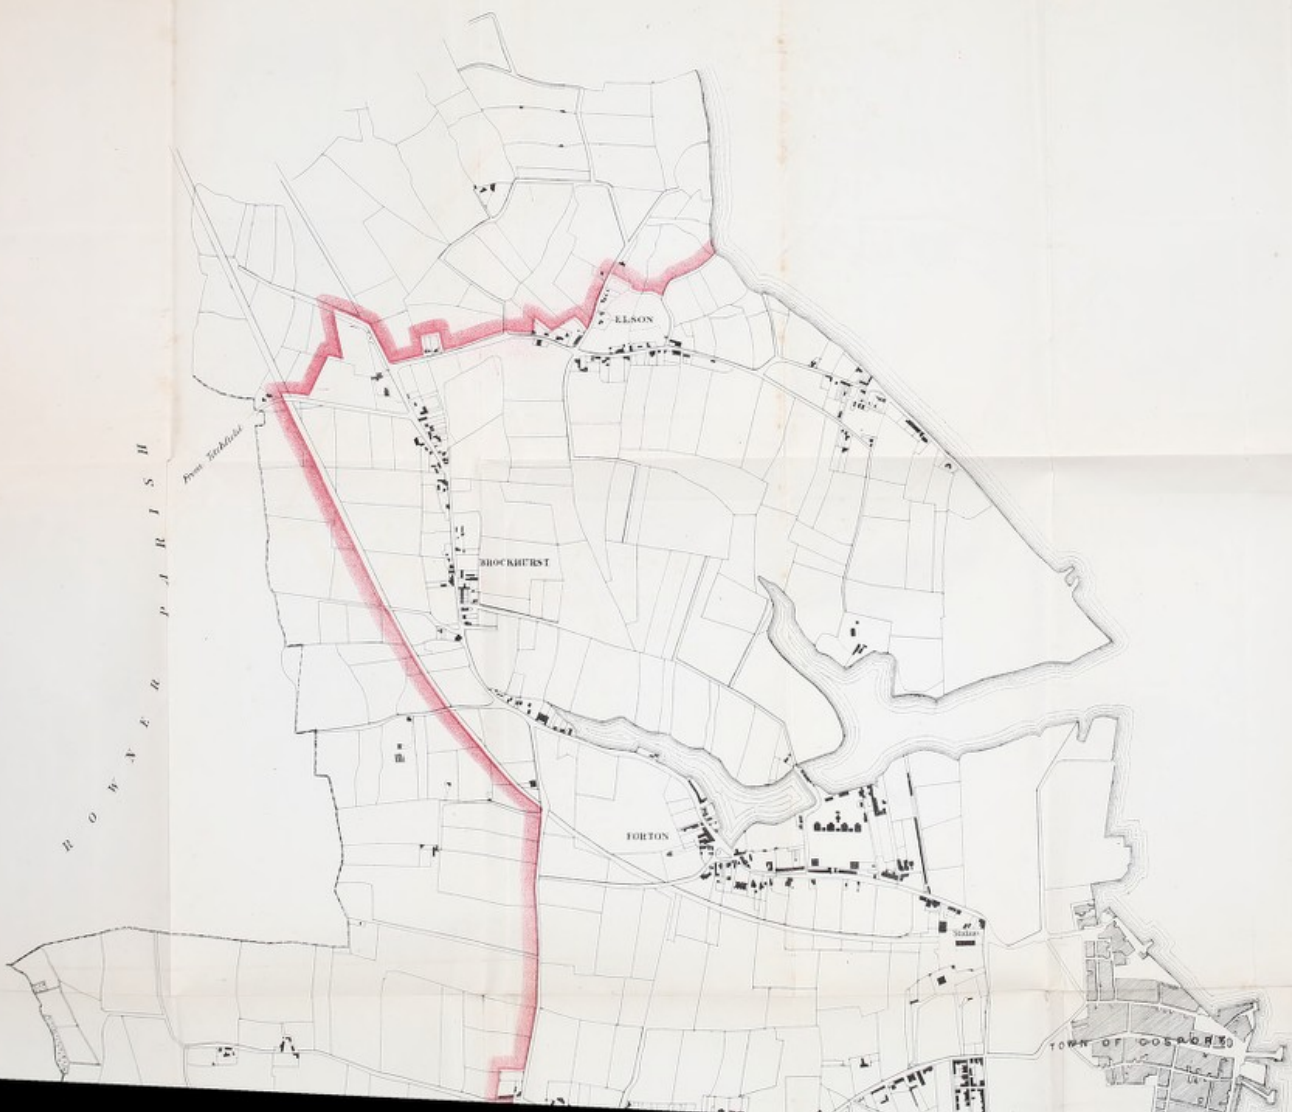 ELSON
From Titchfield
ROWNER PARISH
BROCKHURST
FORTON
Station
TOWN OF GOSPORT